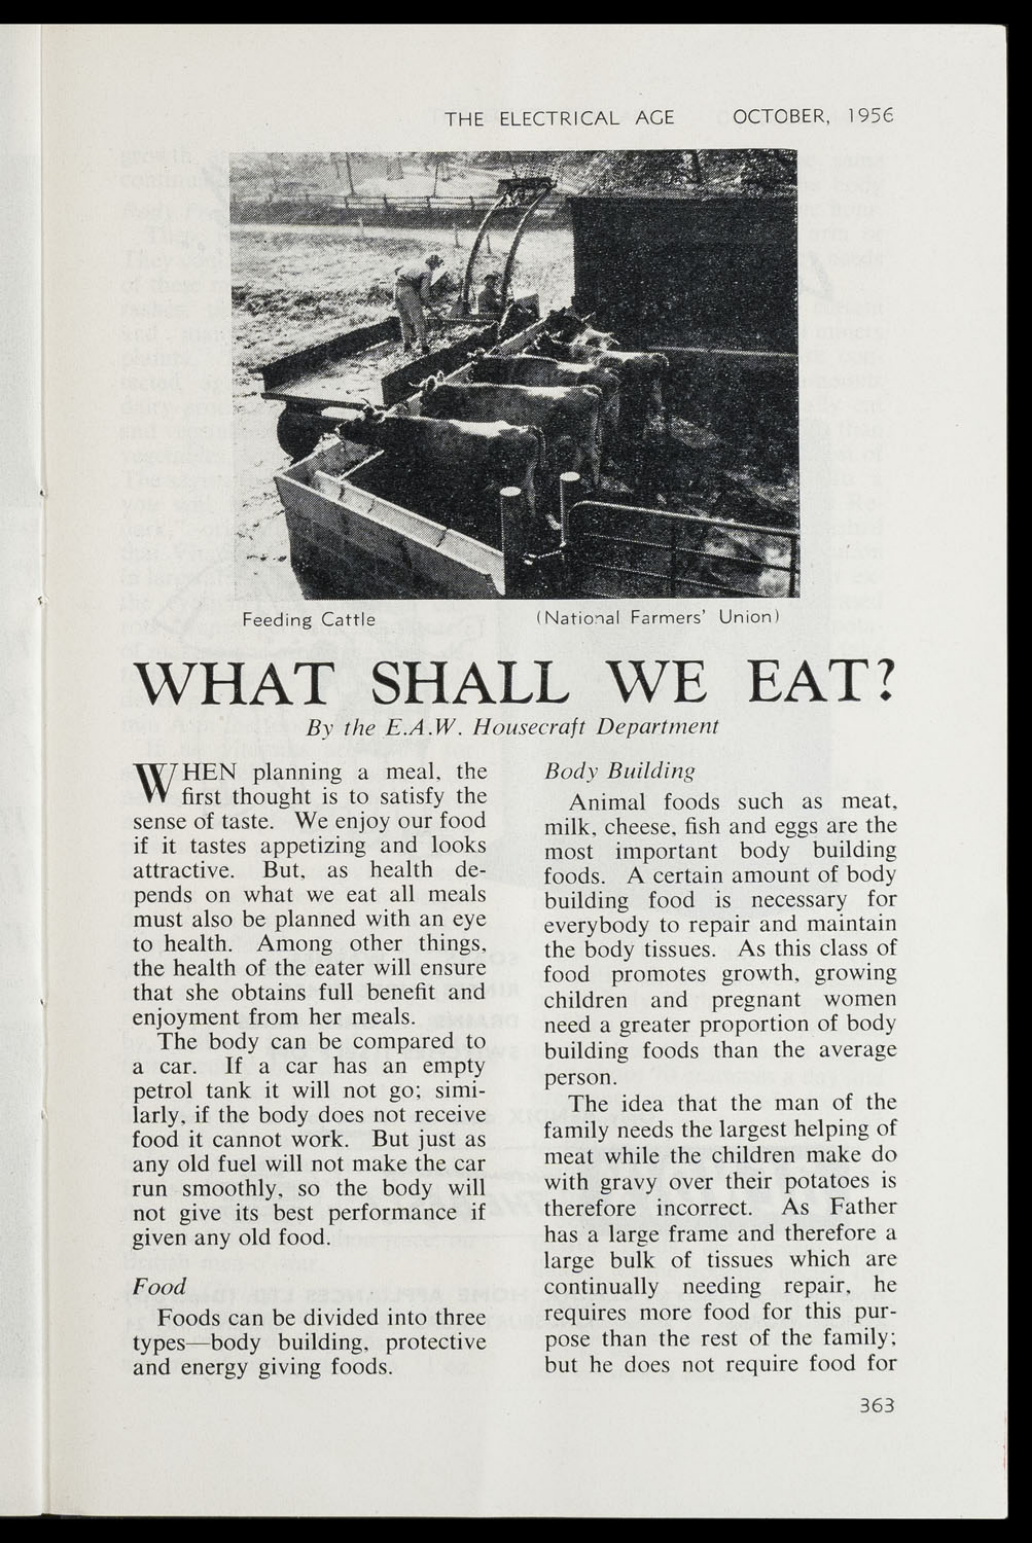 THE ELECTRICAL AGE OCTOBER, 1956
Feeding Cattle (National Farmers' Union)
WHAT SHALL WE EAT?
By the E.A.W. Housecraft Department
WHEN planning a meal, the
first thought is to satisfy the
sense of taste. We enjoy our food
if it tastes appetizing and looks
attractive. But, as health de-
pends on what we eat all meals
must also be planned with an eye
to health. Among other things,
the health of the eater will ensure
that she obtains full benefit and
enjoyment from her meals.
The body can be compared to
a car. If a car has an empty
petrol tank it will not go; simi-
larly, if the body does not receive
food it cannot work. But just as
any old fuel will not make the car
run smoothly, so the body will
not give its best performance if
given any old food.
Food
Foods can be divided into three
types—body building, protective
and energy giving foods.
Body Building
Animal foods such as meat,
milk, cheese, fish and eggs are the
most important body building
foods. A certain amount of body
building food is necessary for
everybody to repair and maintain
the body tissues. As this class of
food promotes growth, growing
children and pregnant women
need a greater proportion of body
building foods than the average
person.
The idea that the man of the
family needs the largest helping of
meat while the children make do
with gravy over their potatoes is
therefore incorrect. As Father
has a large frame and therefore a
large bulk of tissues which are
continually needing repair, he
requires more food for this pur-
pose than the rest of the family;
but he does not require food for
363